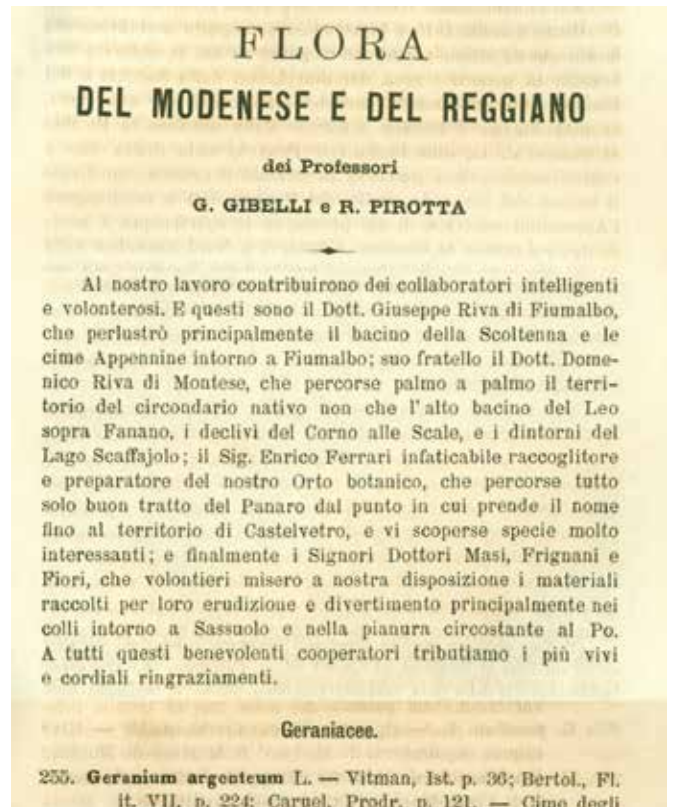 FLORA
DEL MODENESE E DEL REGGIANO
dei Professori
G. GIBELLI e R. PIROTTA
Al nostro lavoro contribuirono dei collaboratori intelligenti
e volonterosi. E questi sono il Dott. Giuseppe Riva di Fiumalbo,
che perlustrò principalmente il bacino della Scoltenna e le
cime Appennine intorno a Fiumalbo; suo fratello il Dott. Dome-
nico Riva di Montese, che percorse palmo a palmo il terri-
torio del circondario nativo non che l'alto bacino del Leo
sopra Fanano, i declivi del Corno alle Scale, e i dintorni del
Lago Scaffajolo; il Sig. Enrico Ferrari infaticabile raccoglitore
e preparatore del nostro Orto botanico, che percorse tutto
solo buon tratto del Panaro dal punto in cui prende il nome
fino al territorio di Castelvetro, e vi scoperse specie molto
interessanti; e finalmente i Signori Dottori Masi, Frignani e
Fiori, che volontieri misero a nostra disposizione i materiali
raccolti per loro erudizione e divertimento principalmente nei
colli intorno a Sassuolo e nella pianura circostante al Po.
A tutti questi benevolenti cooperatori tributiamo i più vivi
e cordiali ringraziamenti.
Geraniacee.
255. Geranium argenteum L. — Vitman, Ist. p. 36; Bertol., Fl.
it. VII. p. 224; Caruel, Prodr. p. 121. — Cime degli